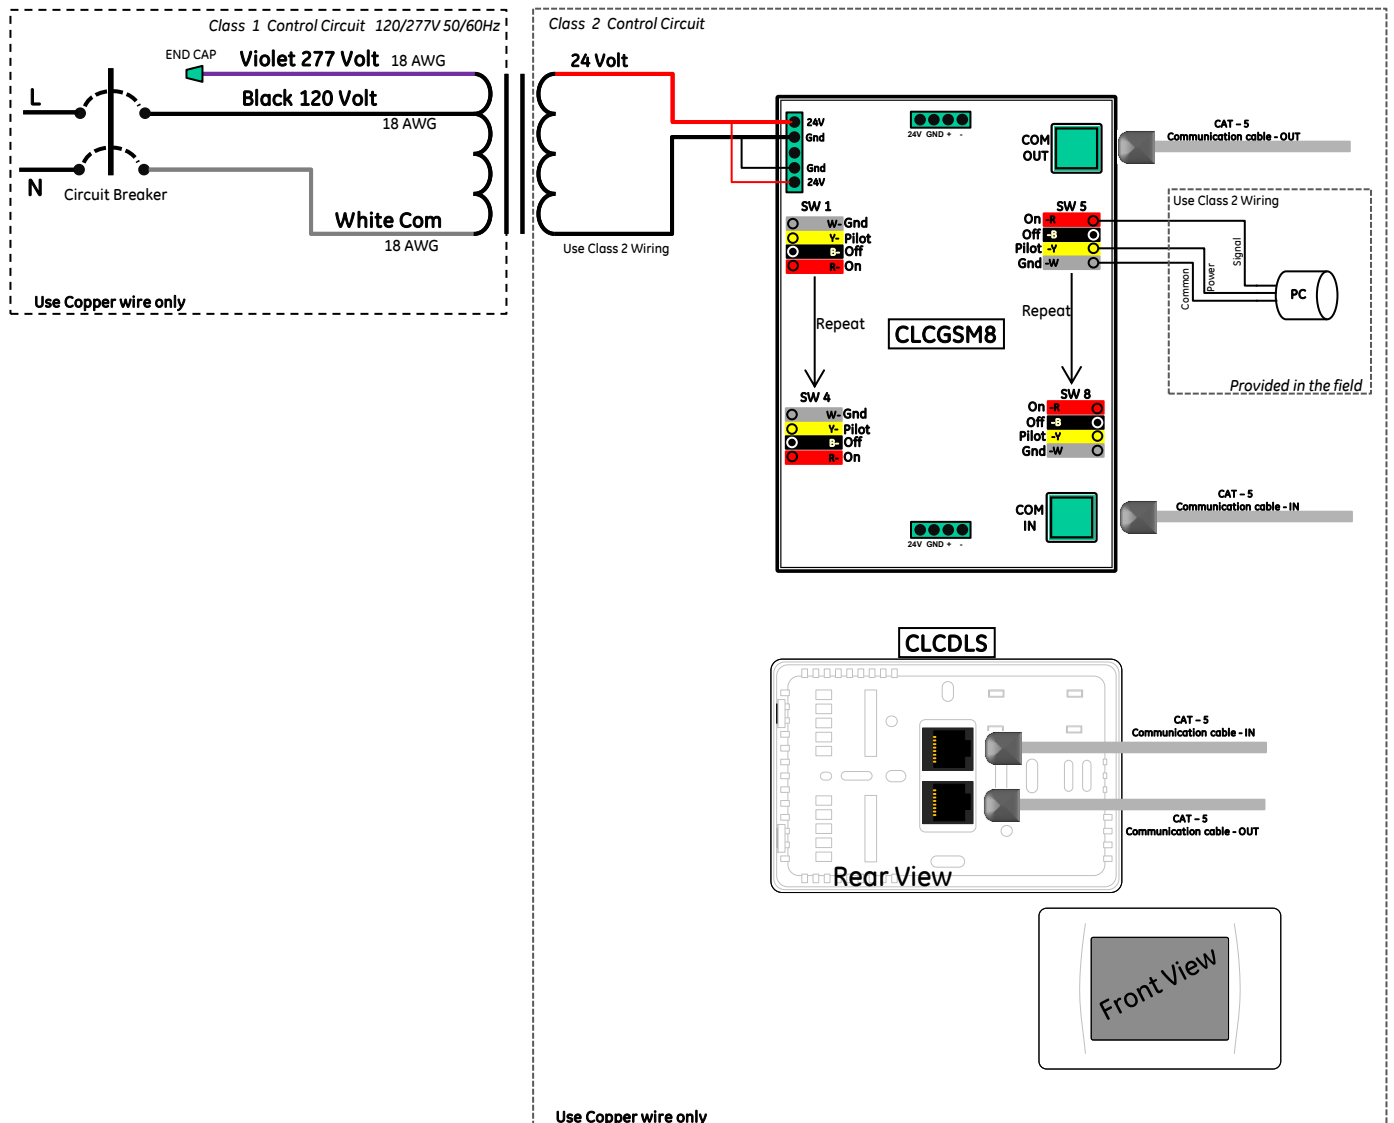 Class 1 Control Circuit 120/277V 50/60Hz
END CAP
Violet 277 Volt 18 AWG
L
Black 120 Volt
18 AWG
N
Circuit Breaker
White Com
18 AWG
Use Copper wire only
Class 2 Control Circuit
24 Volt
Use Class 2 Wiring
24V
Gnd
Gnd
24V
24V GND + -
COM
OUT
CAT – 5
Communication cable - OUT
SW 1
W- Gnd
Y- Pilot
B- Off
R- On
Repeat
SW 4
W- Gnd
Y- Pilot
B- Off
R- On
CLCGSM8
SW 5
On -R
Off -B
Pilot -Y
Gnd -W
Repeat
SW 8
On -R
Off -B
Pilot -Y
Gnd -W
Use Class 2 Wiring
Signal
Power
Common
PC
Provided in the field
COM
IN
24V GND + -
CAT – 5
Communication cable - IN
CLCDLS
CAT – 5
Communication cable - IN
CAT – 5
Communication cable - OUT
Rear View
Front View
Use Copper wire only